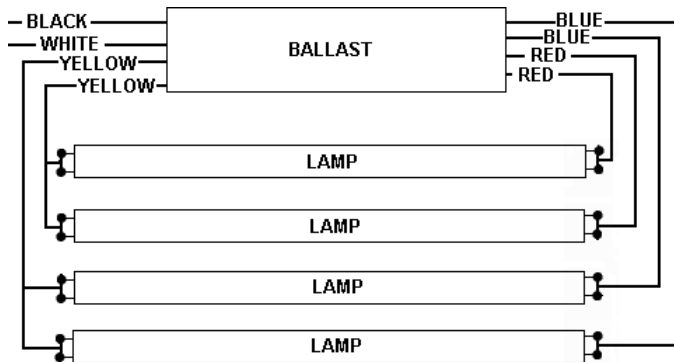 BLACK
WHITE
YELLOW
YELLOW
BALLAST
BLUE
BLUE
RED
RED
LAMP
LAMP
LAMP
LAMP